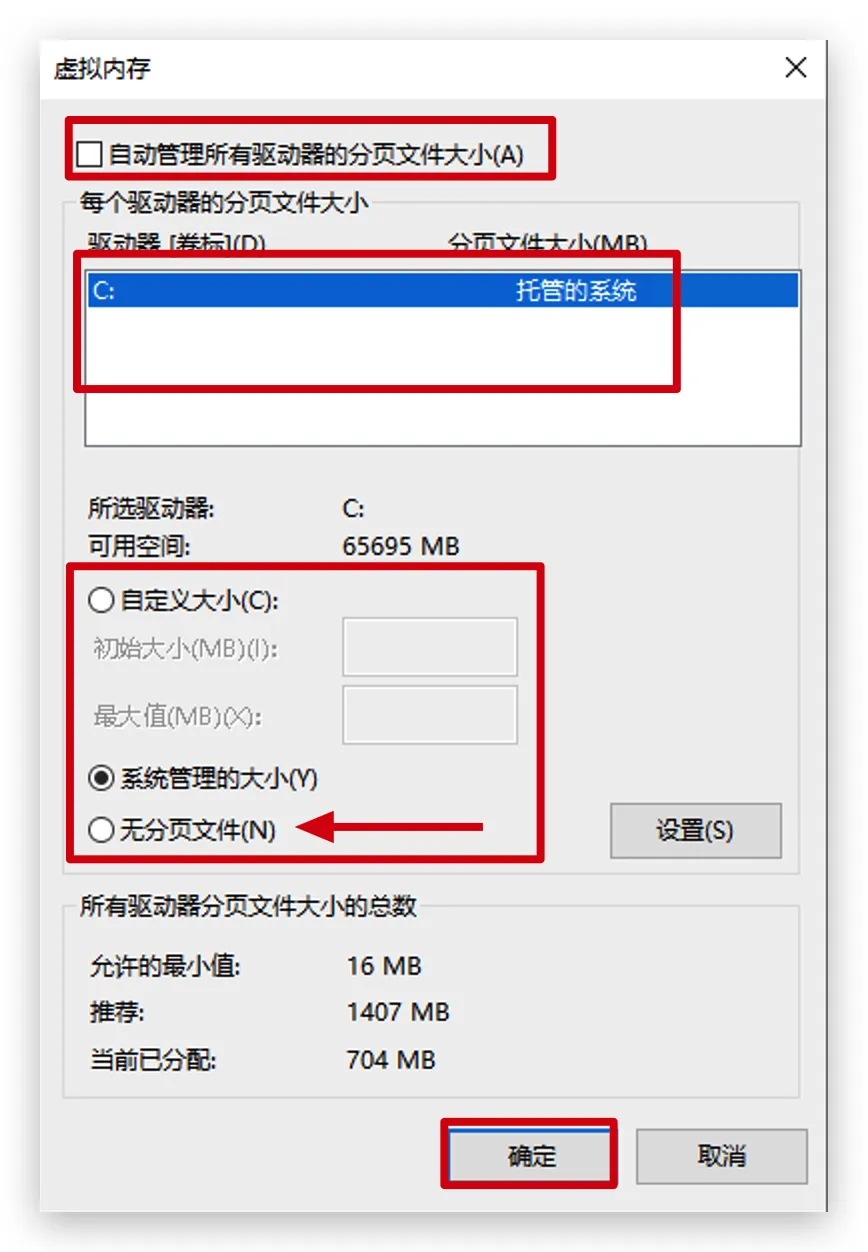 虚拟内存
自动管理所有驱动器的分页文件大小(A)
每个驱动器的分页文件大小
驱动器 [卷标](D) 分页文件大小(MB)
C: 托管的系统
所选驱动器: C:
可用空间: 65695 MB
自定义大小(C):
初始大小(MB)(I):
最大值(MB)(X):
系统管理的大小(Y)
无分页文件(N)
设置(S)
所有驱动器分页文件大小的总数
允许的最小值: 16 MB
推荐: 1407 MB
当前已分配: 704 MB
确定 取消